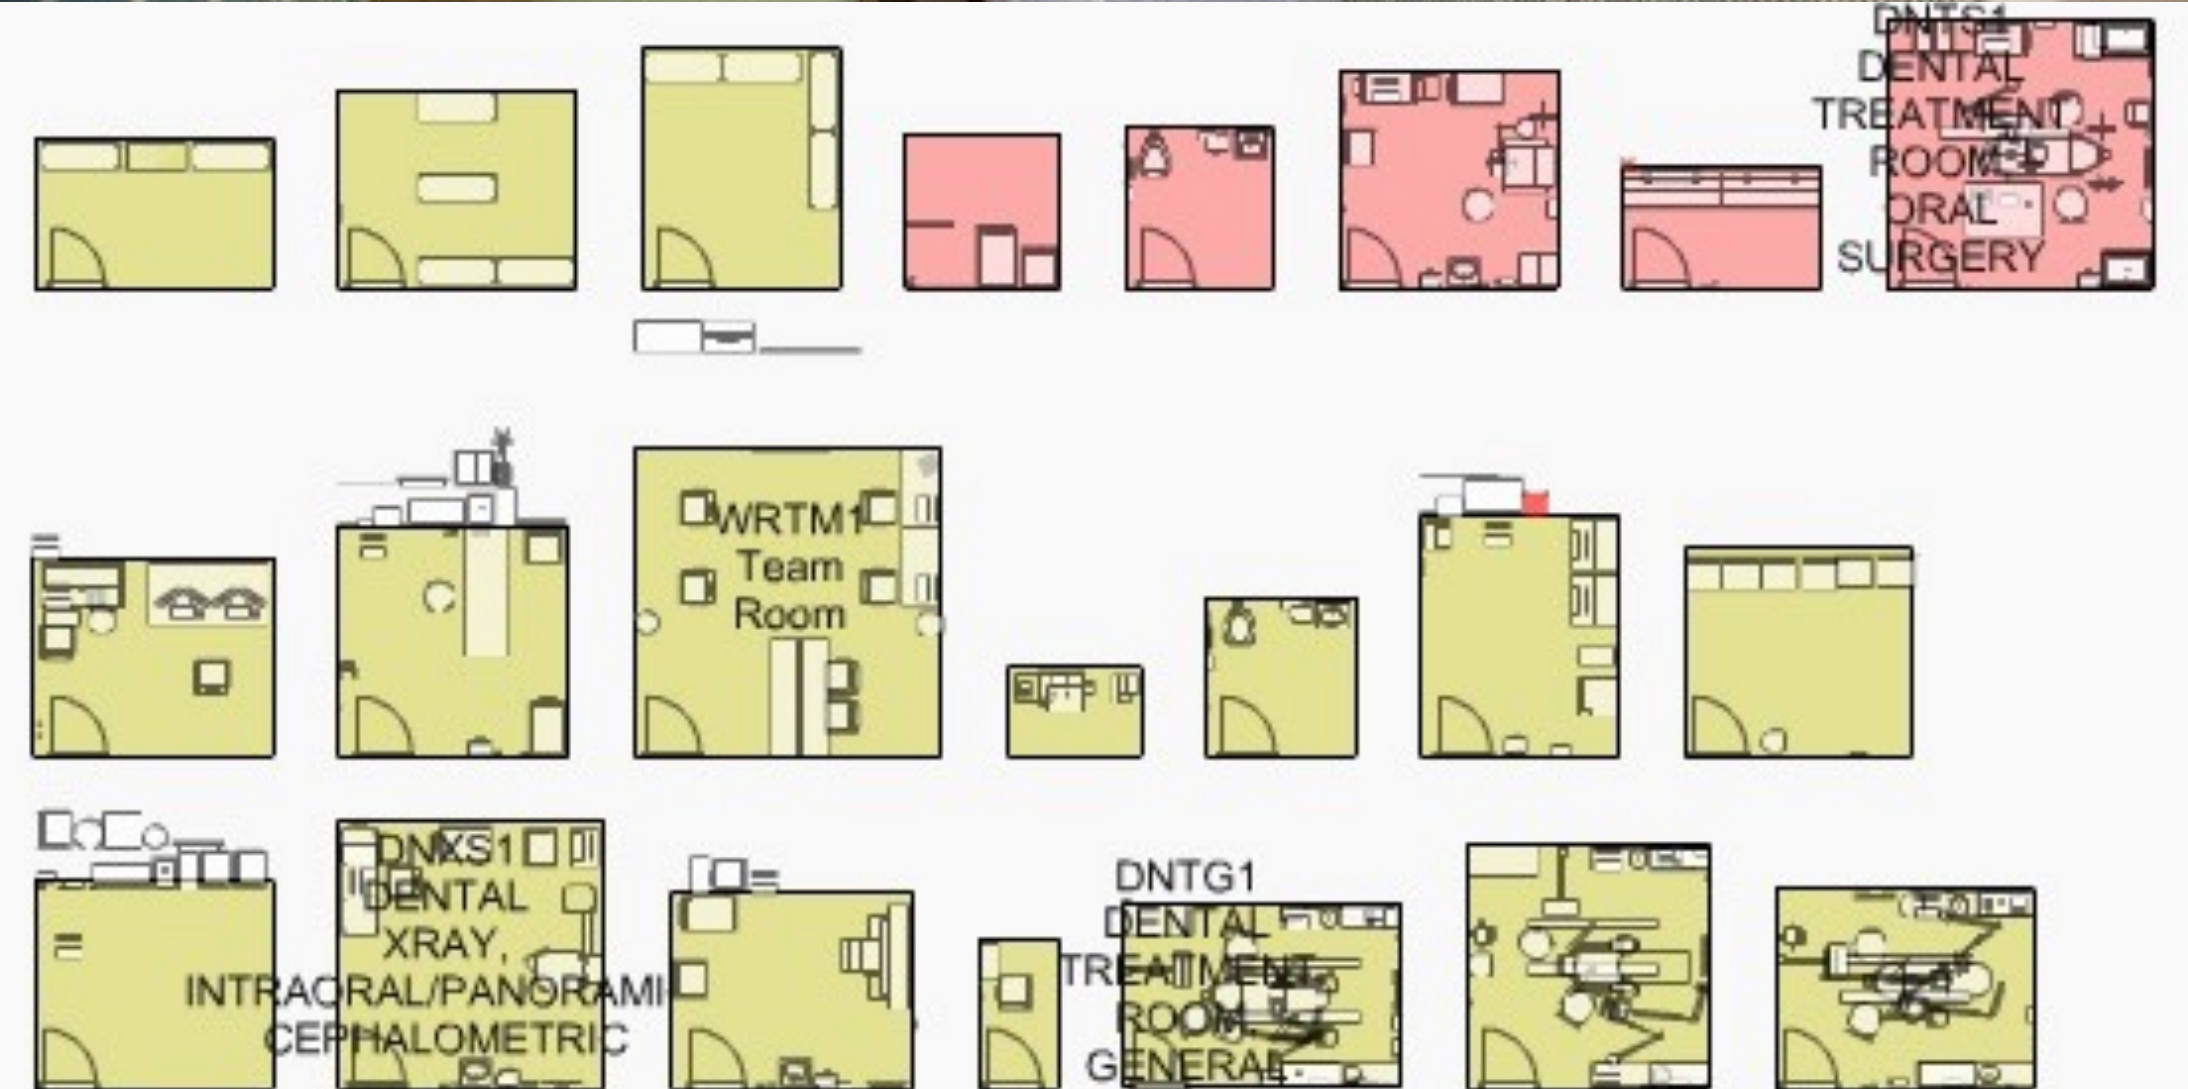 DNTS1
DENTAL
TREATMENT
ROOM,
ORAL
SURGERY
WRTM1
Team
Room
DNXS1
DENTAL
XRAY,
INTRAORAL/PANORAMI
CEPHALOMETRIC
DNTG1
DENTAL
TREATMENT
ROOM,
GENERAL